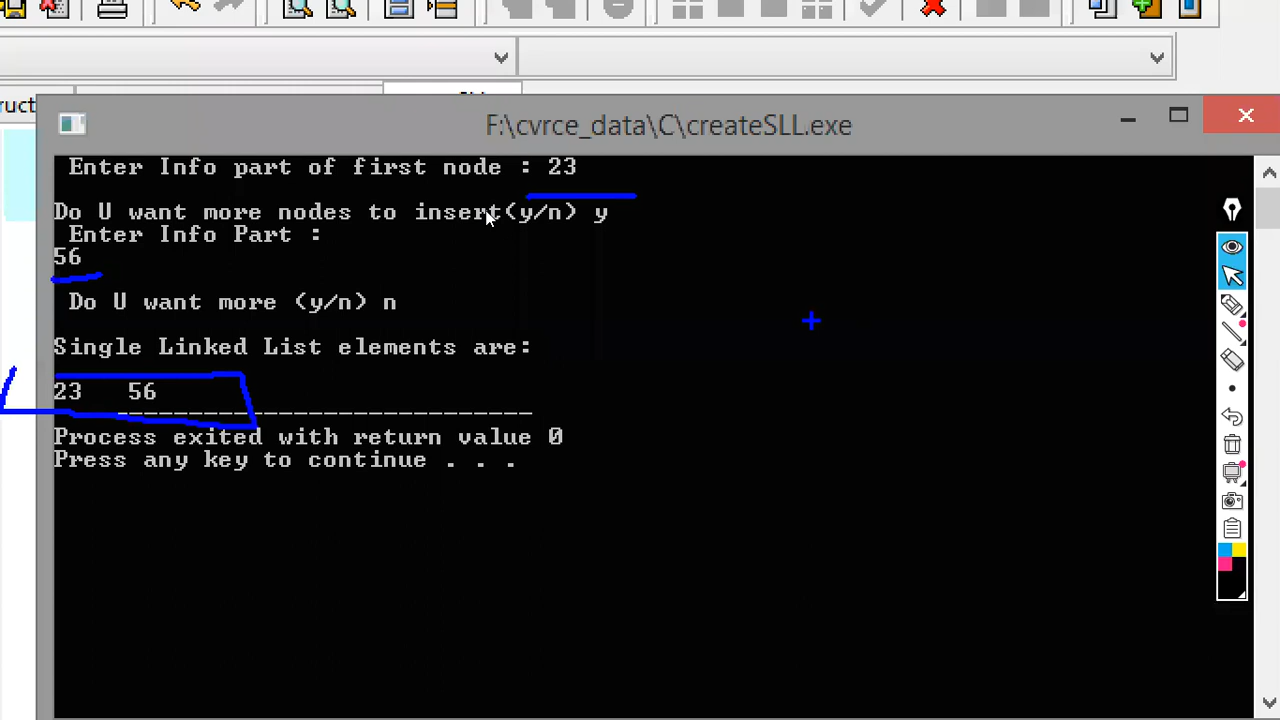 ruct
F:\cvrce_data\C\createSLL.exe
Enter Info part of first node : 23
Do U want more nodes to insert(y/n) y
Enter Info Part :
56
Do U want more (y/n) n
Single Linked List elements are:
23 56
--------------------------------
Process exited with return value 0
Press any key to continue . . .